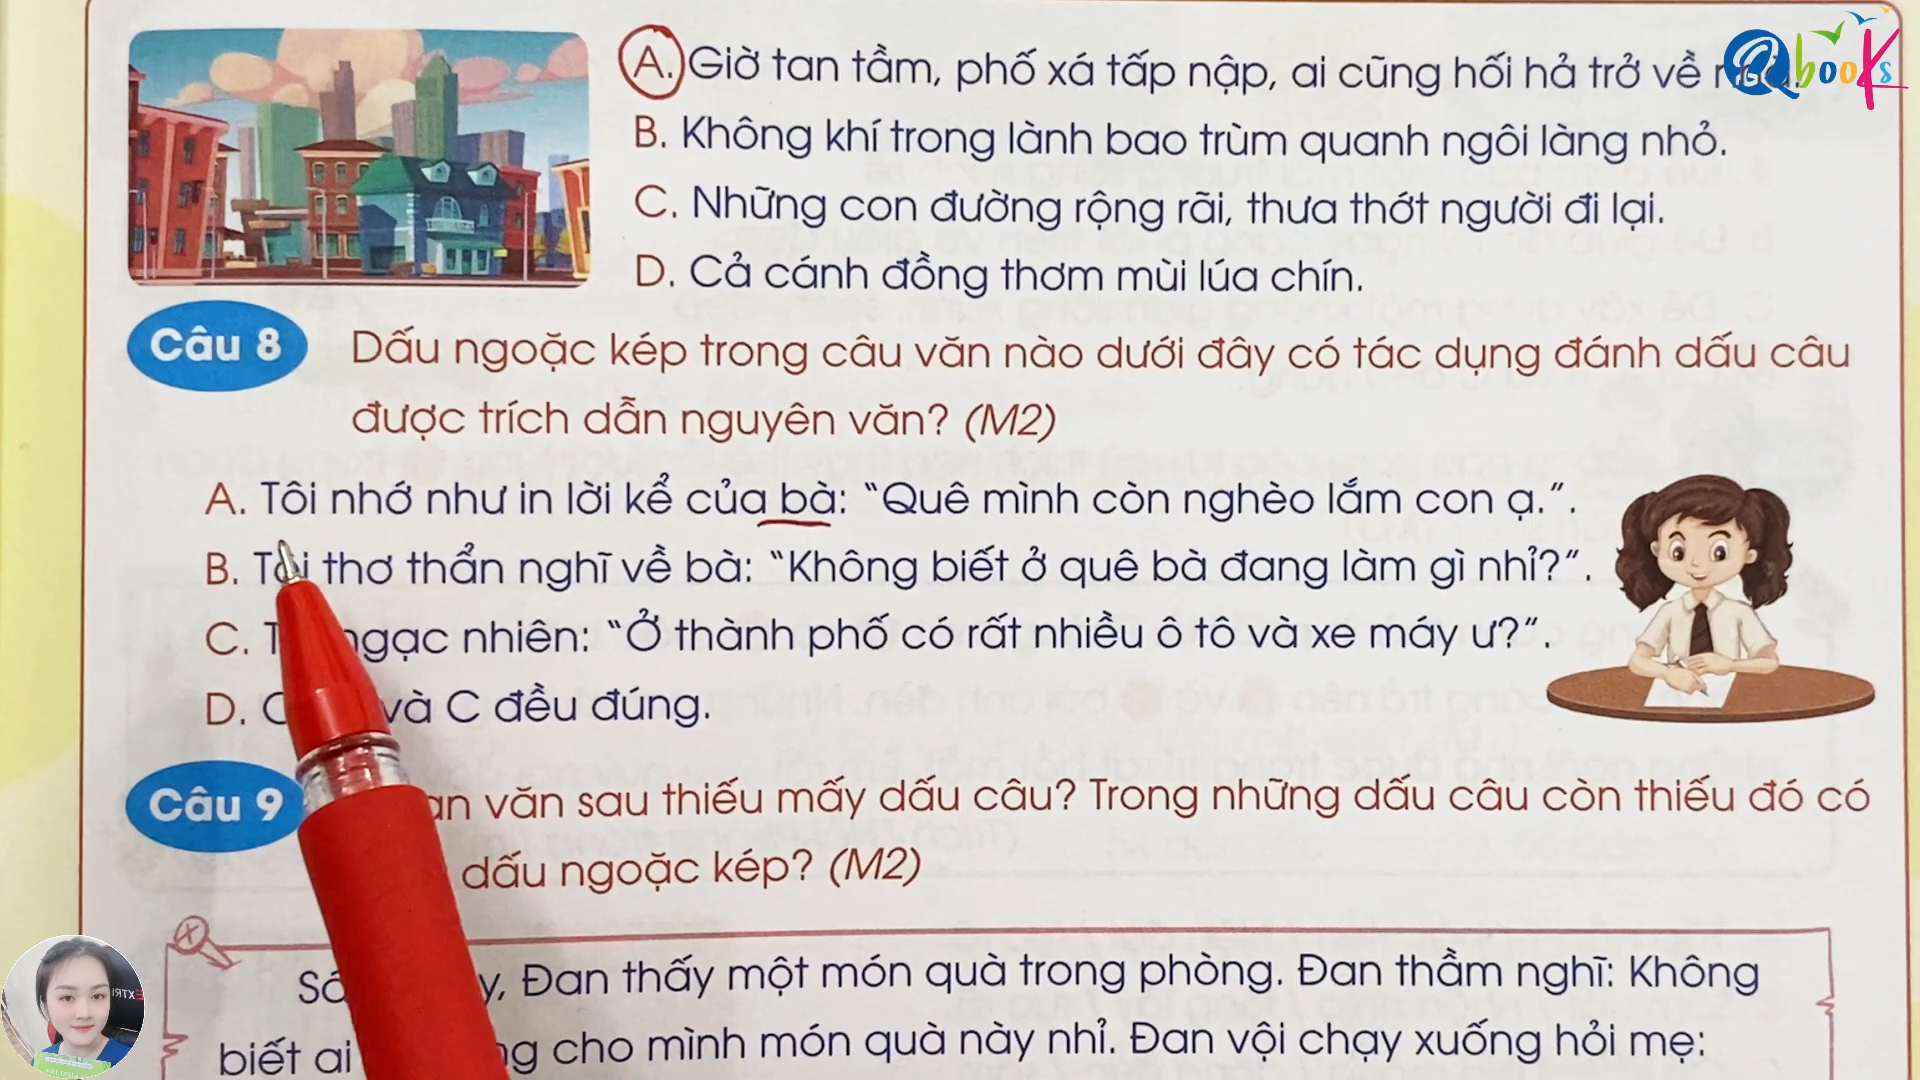 A. Giờ tan tầm, phố xá tấp nập, ai cũng hối hả trở về
Qbooks
B. Không khí trong lành bao trùm quanh ngôi làng nhỏ.
C. Những con đường rộng rãi, thưa thớt người đi lại.
D. Cả cánh đồng thơm mùi lúa chín.
Câu 8 Dấu ngoặc kép trong câu văn nào dưới đây có tác dụng đánh dấu câu
được trích dẫn nguyên văn? (M2)
A. Tôi nhớ như in lời kể của bà: “Quê mình còn nghèo lắm con ạ.”.
B. Tôi thơ thẩn nghĩ về bà: “Không biết ở quê bà đang làm gì nhỉ?”.
C. ngạc nhiên: “Ở thành phố có rất nhiều ô tô và xe máy ư?”.
D. và C đều đúng.
Câu 9 văn sau thiếu mấy dấu câu? Trong những dấu câu còn thiếu đó có
dấu ngoặc kép? (M2)
Đan thấy một món quà trong phòng. Đan thầm nghĩ: Không
biết ai cho mình món quà này nhỉ. Đan vội chạy xuống hỏi mẹ: